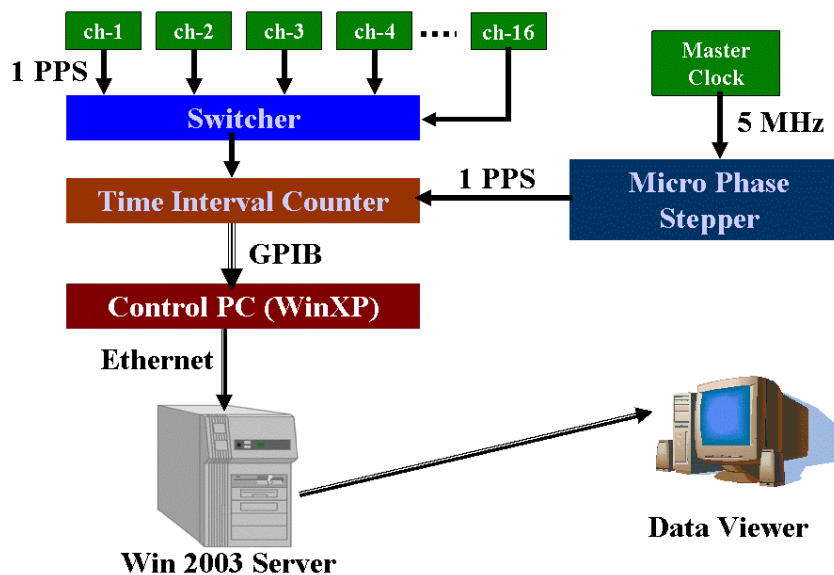 ch-1 ch-2 ch-3 ch-4 ch-16
Master
Clock
1 PPS
Switcher
5 MHz
Time Interval Counter
1 PPS
Micro Phase
Stepper
GPIB
Control PC (WinXP)
Ethernet
Win 2003 Server
Data Viewer